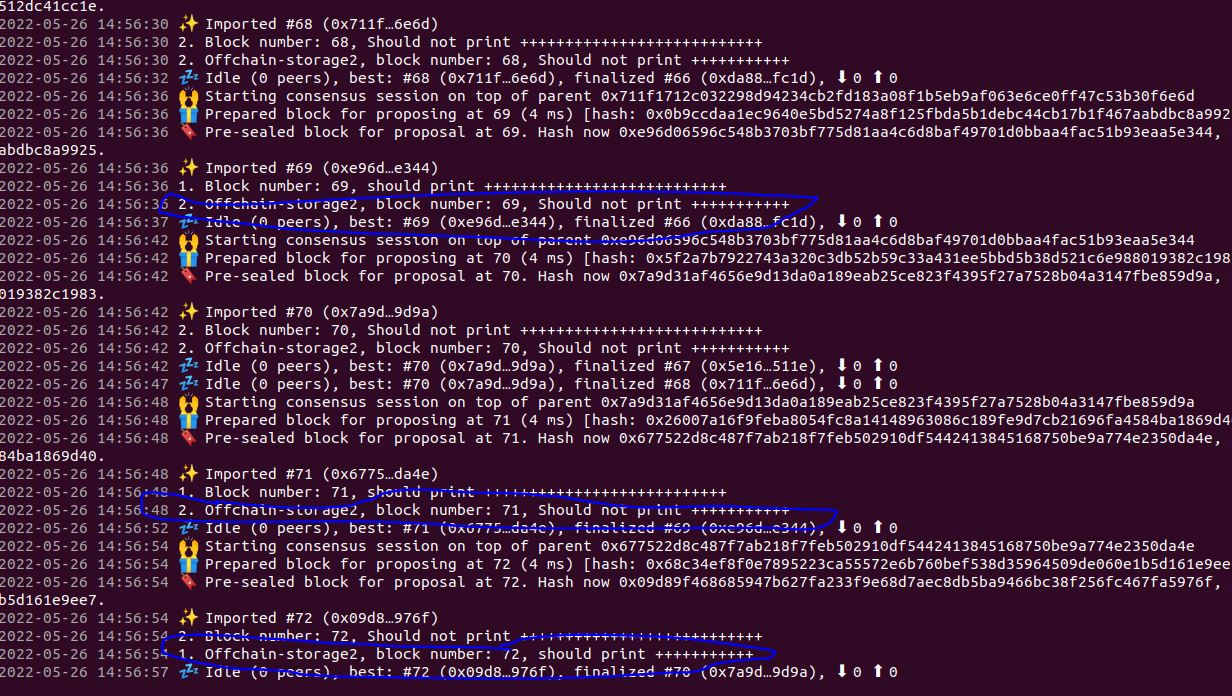 512dc41cc1e.
2022-05-26 14:56:30 ✨ Imported #68 (0x711f…6e6d)
2022-05-26 14:56:30 2. Block number: 68, Should not print +++++++++++++++++++++++++++
2022-05-26 14:56:30 2. Offchain-storage2, block number: 68, Should not print +++++++++++
2022-05-26 14:56:32 💤 Idle (0 peers), best: #68 (0x711f…6e6d), finalized #66 (0xda88…fc1d), ⬇ 0 ⬆ 0
2022-05-26 14:56:36 🙌 Starting consensus session on top of parent 0x711f1712c032298d94234cb2fd183a08f1b5eb9af063e6ce0ff47c53b30f6e6d
2022-05-26 14:56:36 🎁 Prepared block for proposing at 69 (4 ms) [hash: 0x0b9ccdaa1ec9640e5bd5274a8f125fbda5b1debc44cb17b1f467aabdbc8a992
2022-05-26 14:56:36 🔖 Pre-sealed block for proposal at 69. Hash now 0xe96d06596c548b3703bf775d81aa4c6d8baf49701d0bbaa4fac51b93eaa5e344,
abdbc8a9925.
2022-05-26 14:56:36 ✨ Imported #69 (0xe96d…e344)
2022-05-26 14:56:36 1. Block number: 69, should print +++++++++++++++++++++++++++
2022-05-26 14:56:36 2. Offchain-storage2, block number: 69, Should not print +++++++++++
2022-05-26 14:56:37 💤 Idle (0 peers), best: #69 (0xe96d…e344), finalized #66 (0xda88…fc1d), ⬇ 0 ⬆ 0
2022-05-26 14:56:42 🙌 Starting consensus session on top of parent 0xe96d06596c548b3703bf775d81aa4c6d8baf49701d0bbaa4fac51b93eaa5e344
2022-05-26 14:56:42 🎁 Prepared block for proposing at 70 (4 ms) [hash: 0x5f2a7b7922743a320c3db52b59c33a431ee5bbd5b38d521c6e988019382c198
2022-05-26 14:56:42 🔖 Pre-sealed block for proposal at 70. Hash now 0x7a9d31af4656e9d13da0a189eab25ce823f4395f27a7528b04a3147fbe859d9a,
019382c1983.
2022-05-26 14:56:42 ✨ Imported #70 (0x7a9d…9d9a)
2022-05-26 14:56:42 2. Block number: 70, Should not print +++++++++++++++++++++++++++
2022-05-26 14:56:42 2. Offchain-storage2, block number: 70, Should not print +++++++++++
2022-05-26 14:56:42 💤 Idle (0 peers), best: #70 (0x7a9d…9d9a), finalized #67 (0x5e16…511e), ⬇ 0 ⬆ 0
2022-05-26 14:56:47 💤 Idle (0 peers), best: #70 (0x7a9d…9d9a), finalized #68 (0x711f…6e6d), ⬇ 0 ⬆ 0
2022-05-26 14:56:48 🙌 Starting consensus session on top of parent 0x7a9d31af4656e9d13da0a189eab25ce823f4395f27a7528b04a3147fbe859d9a
2022-05-26 14:56:48 🎁 Prepared block for proposing at 71 (4 ms) [hash: 0x26007a16f9feba8054fc8a14148963086c189fe9d7cb21696fa4584ba1869d4
2022-05-26 14:56:48 🔖 Pre-sealed block for proposal at 71. Hash now 0x677522d8c487f7ab218f7feb502910df5442413845168750be9a774e2350da4e,
84ba1869d40.
2022-05-26 14:56:48 ✨ Imported #71 (0x6775…da4e)
2022-05-26 14:56:48 1. Block number: 71, should print +++++++++++++++++++++++++++
2022-05-26 14:56:48 2. Offchain-storage2, block number: 71, Should not print +++++++++++
2022-05-26 14:56:52 💤 Idle (0 peers), best: #71 (0x6775…da4e), finalized #69 (0xe96d…e344), ⬇ 0 ⬆ 0
2022-05-26 14:56:54 🙌 Starting consensus session on top of parent 0x677522d8c487f7ab218f7feb502910df5442413845168750be9a774e2350da4e
2022-05-26 14:56:54 🎁 Prepared block for proposing at 72 (4 ms) [hash: 0x68c34ef8f0e7895223ca55572e6b760bef538d35964509de060e1b5d161e9ee
2022-05-26 14:56:54 🔖 Pre-sealed block for proposal at 72. Hash now 0x09d89f468685947b627fa233f9e68d7aec8db5ba9466bc38f256fc467fa5976f,
b5d161e9ee7.
2022-05-26 14:56:54 ✨ Imported #72 (0x09d8…976f)
2022-05-26 14:56:54 2. Block number: 72, Should not print +++++++++++++++++++++++++++
2022-05-26 14:56:54 1. Offchain-storage2, block number: 72, should print +++++++++++
2022-05-26 14:56:57 💤 Idle (0 peers), best: #72 (0x09d8…976f), finalized #70 (0x7a9d…9d9a), ⬇ 0 ⬆ 0